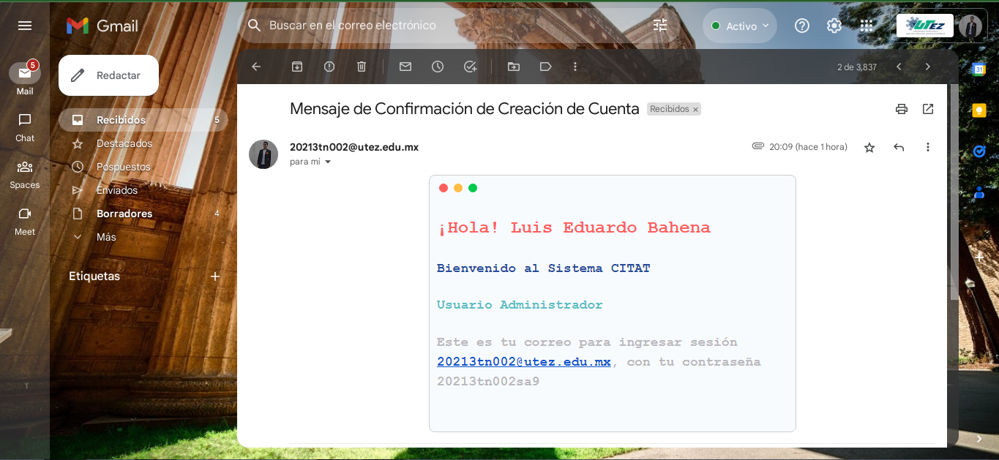 Gmail
Buscar en el correo electrónico
Activo
UTez
5
Mail
Chat
Spaces
Meet
Redactar
Recibidos 5
Destacados
Pospuestos
Enviados
Borradores 4
Más
Etiquetas
2 de 3,837
31
Mensaje de Confirmación de Creación de Cuenta Recibidos ×
20213tn002@utez.edu.mx
20:09 (hace 1 hora)
para mí
¡Hola! Luis Eduardo Bahena
Bienvenido al Sistema CITAT
Usuario Administrador
Este es tu correo para ingresar sesión
20213tn002@utez.edu.mx, con tu contraseña
20213tn002sa9